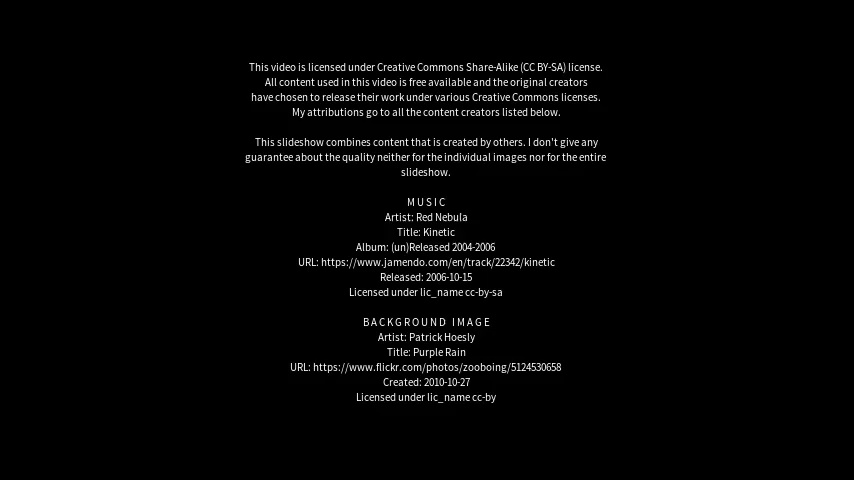 This video is licensed under Creative Commons Share-Alike (CC BY-SA) license.
All content used in this video is free available and the original creators
have chosen to release their work under various Creative Commons licenses.
My attributions go to all the content creators listed below.
This slideshow combines content that is created by others. I don't give any
guarantee about the quality neither for the individual images nor for the entire
slideshow.
M U S I C
Artist: Red Nebula
Title: Kinetic
Album: (un)Released 2004-2006
URL: https://www.jamendo.com/en/track/22342/kinetic
Released: 2006-10-15
Licensed under lic_name cc-by-sa
B A C K G R O U N D   I M A G E
Artist: Patrick Hoesly
Title: Purple Rain
URL: https://www.flickr.com/photos/zooboing/5124530658
Created: 2010-10-27
Licensed under lic_name cc-by